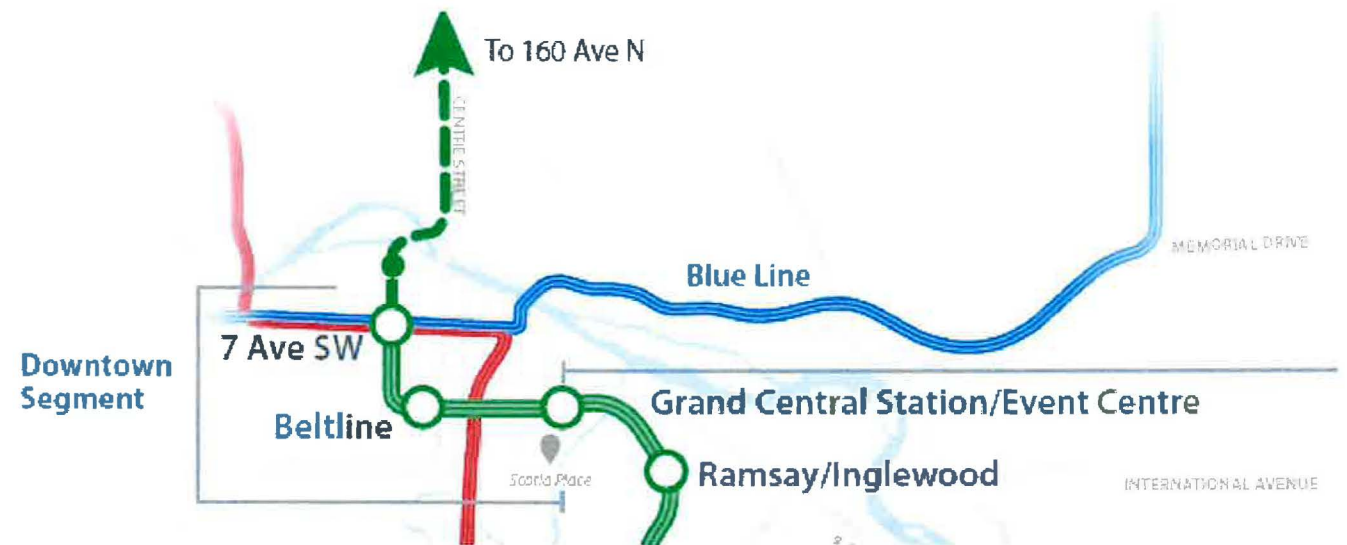 To 160 Ave N
CENTRE STREET
MEMORIAL DRIVE
Blue Line
7 Ave SW
Downtown
Segment
Grand Central Station/Event Centre
Beltline
Ramsay/Inglewood
Scotia Place
INTERNATIONAL AVENUE